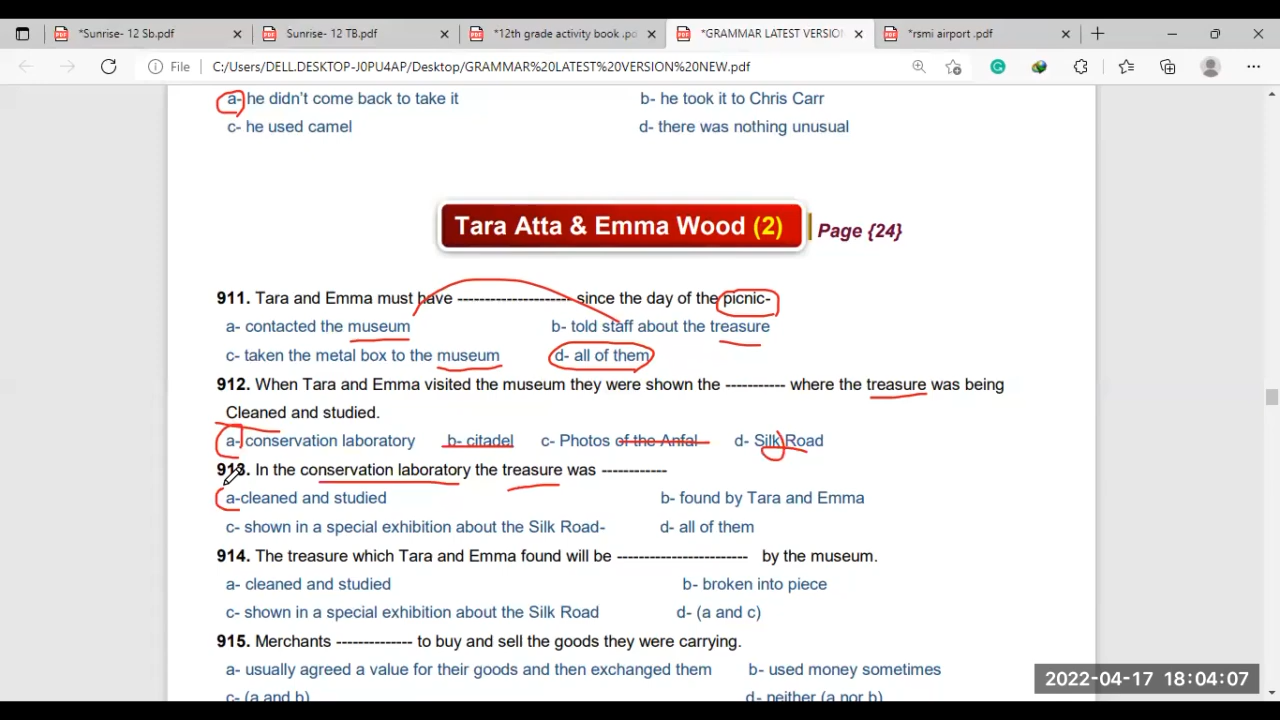 *Sunrise- 12 Sb.pdf
Sunrise- 12 TB.pdf
*12th grade activity book .pd
*GRAMMAR LATEST VERSION
*rsmi airport .pdf
File
C:/Users/DELL.DESKTOP-J0PU4AP/Desktop/GRAMMAR%20LATEST%20VERSION%20NEW.pdf
a- he didn't come back to take it b- he took it to Chris Carr
c- he used camel d- there was nothing unusual
Tara Atta & Emma Wood (2) Page {24}
911. Tara and Emma must have --------------------- since the day of the picnic-
a- contacted the museum b- told staff about the treasure
c- taken the metal box to the museum d- all of them
912. When Tara and Emma visited the museum they were shown the ----------- where the treasure was being
Cleaned and studied.
a- conservation laboratory b- citadel c- Photos of the Anfal d- Silk Road
913. In the conservation laboratory the treasure was ------------
a-cleaned and studied b- found by Tara and Emma
c- shown in a special exhibition about the Silk Road- d- all of them
914. The treasure which Tara and Emma found will be ------------------------ by the museum.
a- cleaned and studied b- broken into piece
c- shown in a special exhibition about the Silk Road d- (a and c)
915. Merchants -------------- to buy and sell the goods they were carrying.
a- usually agreed a value for their goods and then exchanged them b- used money sometimes
c- (a and b) d- neither (a nor b)
2022-04-17 18:04:07